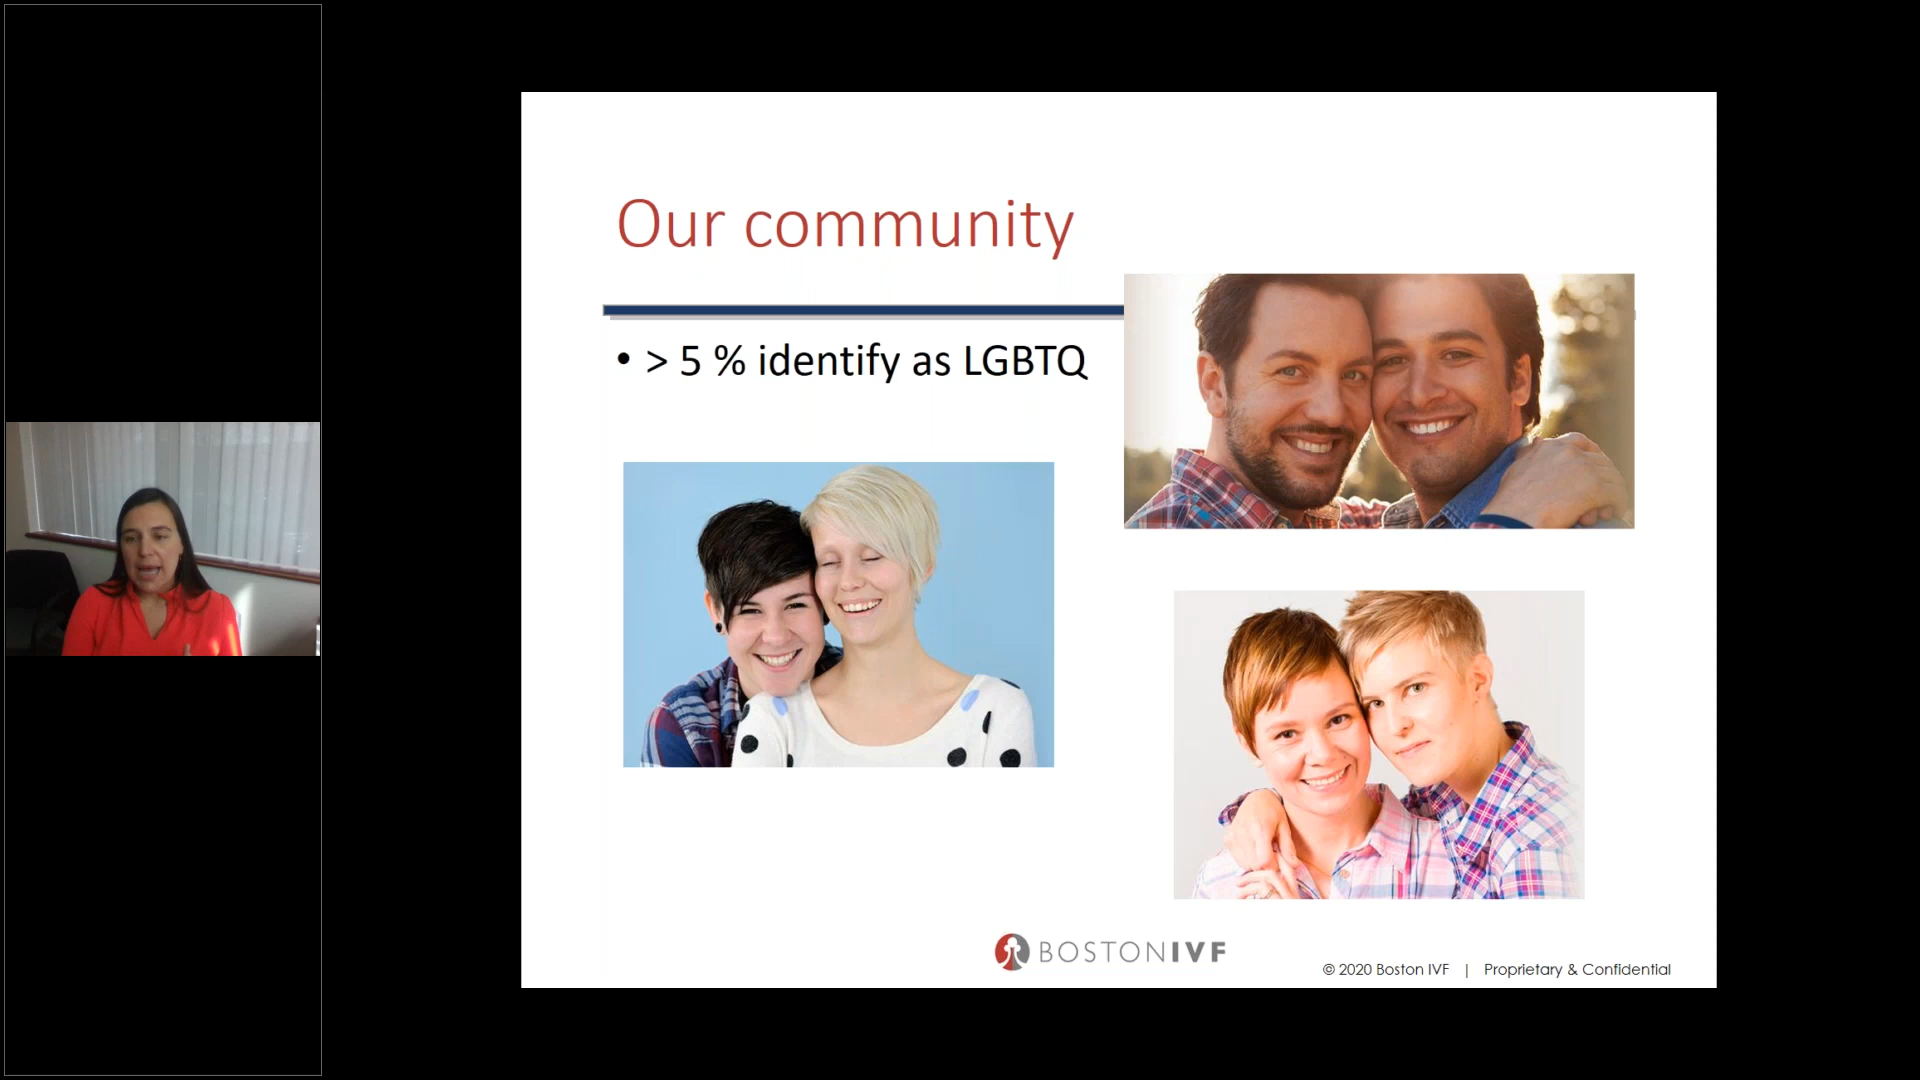 Our community
• > 5 % identify as LGBTQ
BOSTONIVF
© 2020 Boston IVF | Proprietary & Confidential